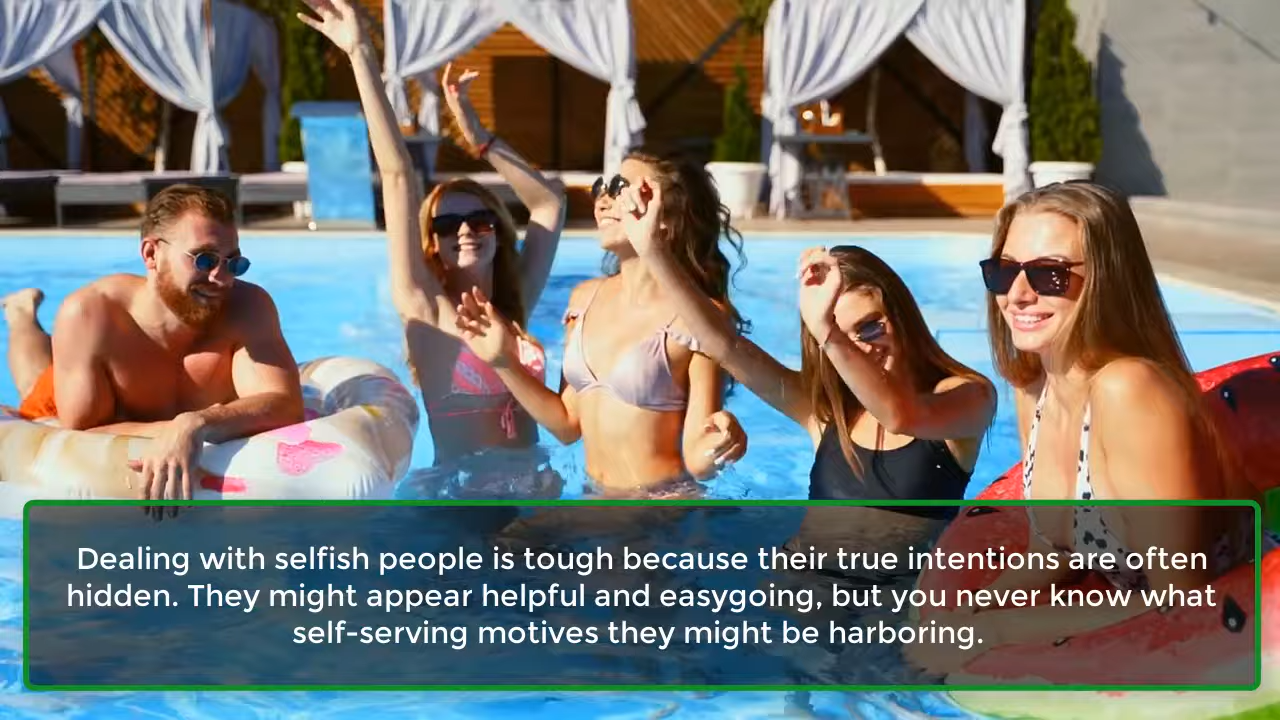 Dealing with selfish people is tough because their true intentions are often
hidden. They might appear helpful and easygoing, but you never know what
self-serving motives they might be harboring.